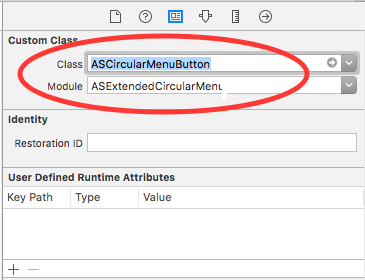 Custom Class
Class ASCircularMenuButton
Module ASExtendedCircularMenu
Identity
Restoration ID
User Defined Runtime Attributes
Key Path Type Value